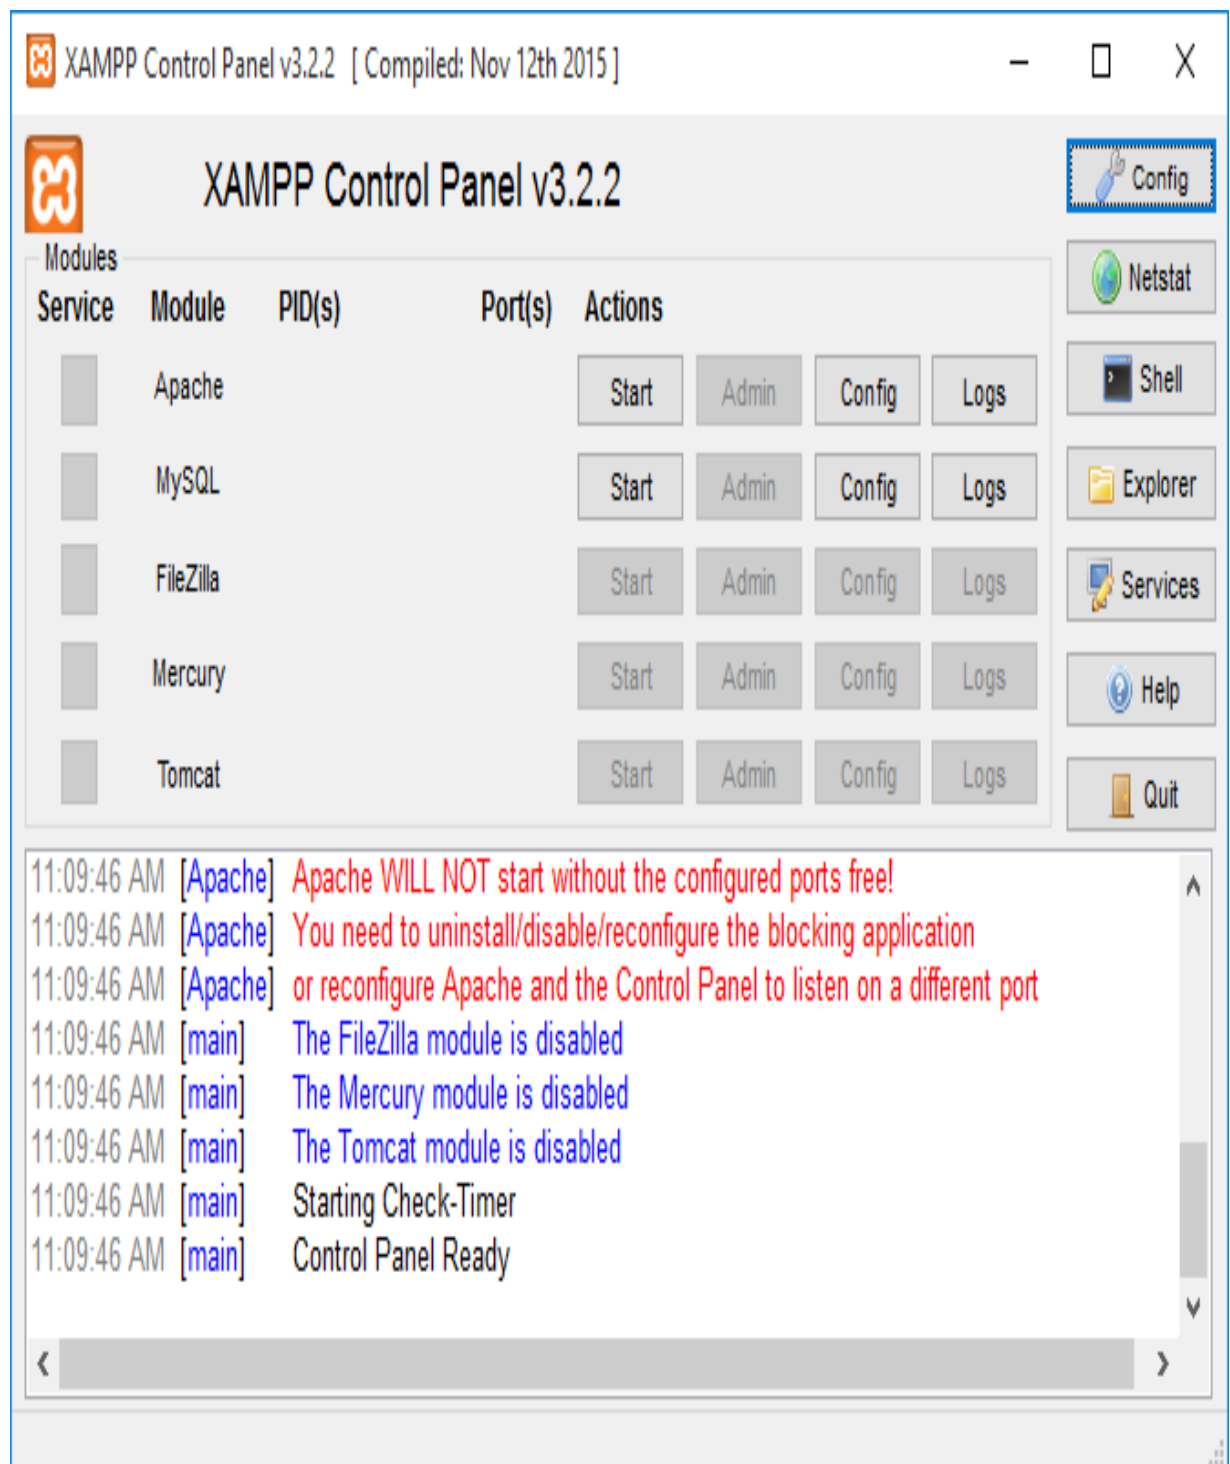 XAMPP Control Panel v3.2.2 [ Compiled: Nov 12th 2015 ]
XAMPP Control Panel v3.2.2
Config
Modules
Netstat
Service Module PID(s) Port(s) Actions
Apache Start Admin Config Logs
Shell
MySQL Start Admin Config Logs
Explorer
FileZilla Start Admin Config Logs
Services
Mercury Start Admin Config Logs
Help
Tomcat Start Admin Config Logs
Quit
11:09:46 AM [Apache] Apache WILL NOT start without the configured ports free!
11:09:46 AM [Apache] You need to uninstall/disable/reconfigure the blocking application
11:09:46 AM [Apache] or reconfigure Apache and the Control Panel to listen on a different port
11:09:46 AM [main] The FileZilla module is disabled
11:09:46 AM [main] The Mercury module is disabled
11:09:46 AM [main] The Tomcat module is disabled
11:09:46 AM [main] Starting Check-Timer
11:09:46 AM [main] Control Panel Ready